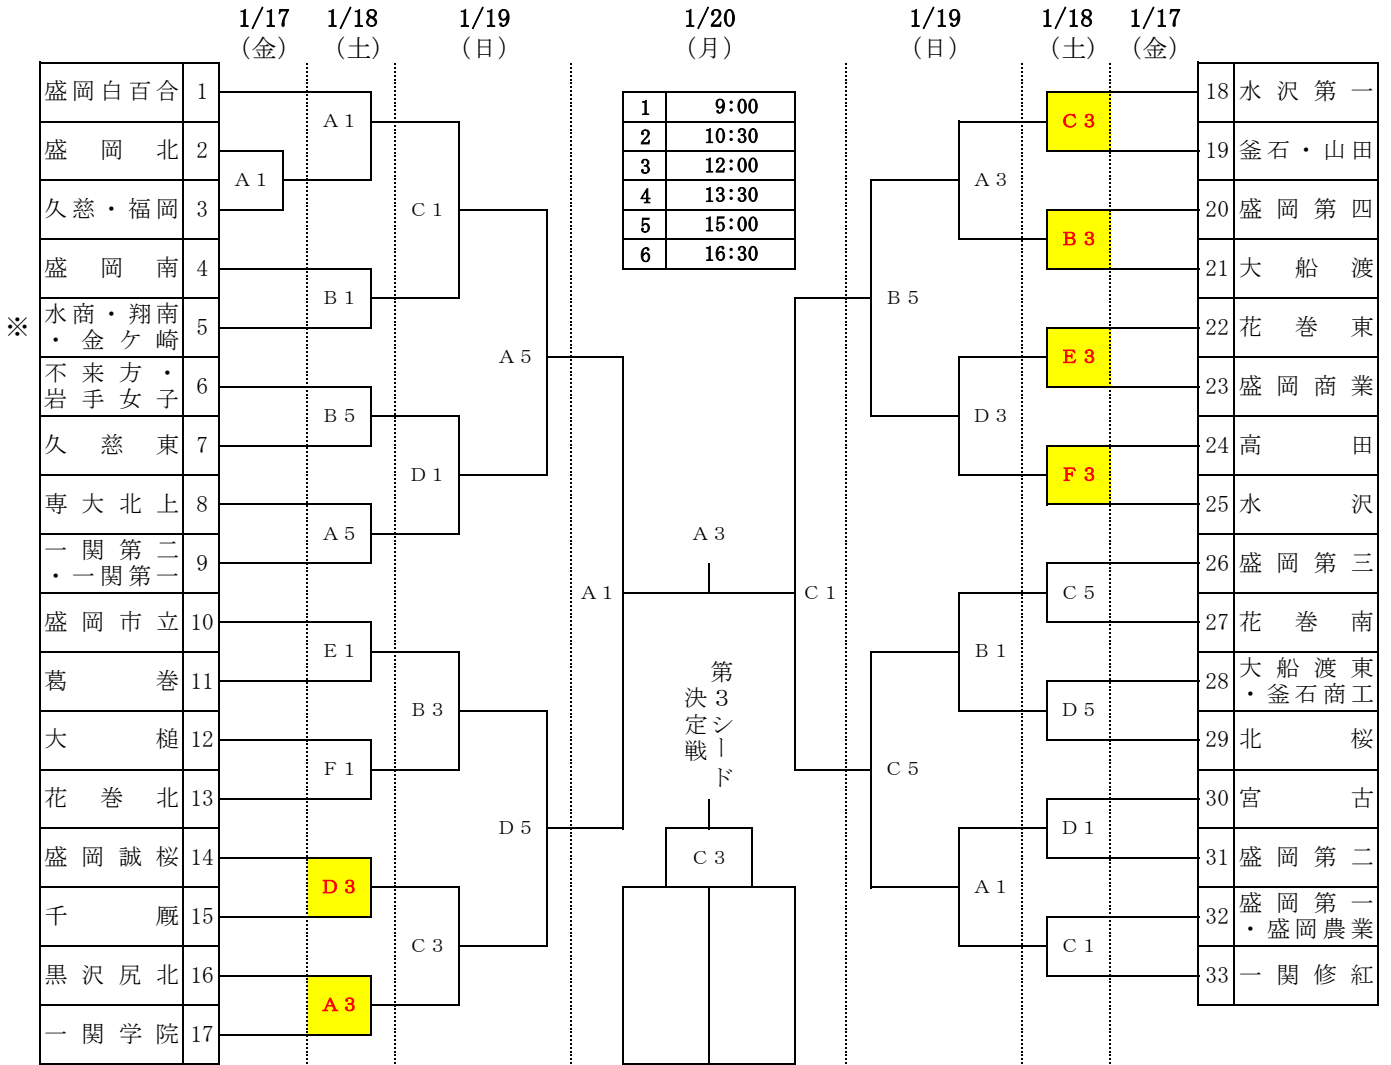 1/17 1/18 1/19 1/20 1/19 1/18 1/17
(金) (土) (日) (月) (日) (土) (金)
盛岡白百合 1
盛岡北 2
久慈・福岡 3
盛岡南 4
※ 水商・翔南
・金ケ崎 5
不来方・
岩手女子 6
久慈東 7
専大北上 8
一関第二
・一関第一 9
盛岡市立 10
葛巻 11
大槌 12
花巻北 13
盛岡誠桜 14
千厩 15
黒沢尻北 16
一関学院 17
A1
A1
B1
B5
A5
E1
F1
D3
A3
C1
D1
B3
C3
A5
D5
A1
1 9:00
2 10:30
3 12:00
4 13:30
5 15:00
6 16:30
A3
第3シード
決定戦
C3
C1
B5
C5
A3
D3
B1
A1
C3
B3
E3
F3
C5
D5
D1
C1
18 水沢第一
19 釜石・山田
20 盛岡第四
21 大船渡
22 花巻東
23 盛岡商業
24 高田
25 水沢
26 盛岡第三
27 花巻南
28 大船渡東
・釜石商工
29 北桜
30 宮古
31 盛岡第二
32 盛岡第一
・盛岡農業
33 一関修紅